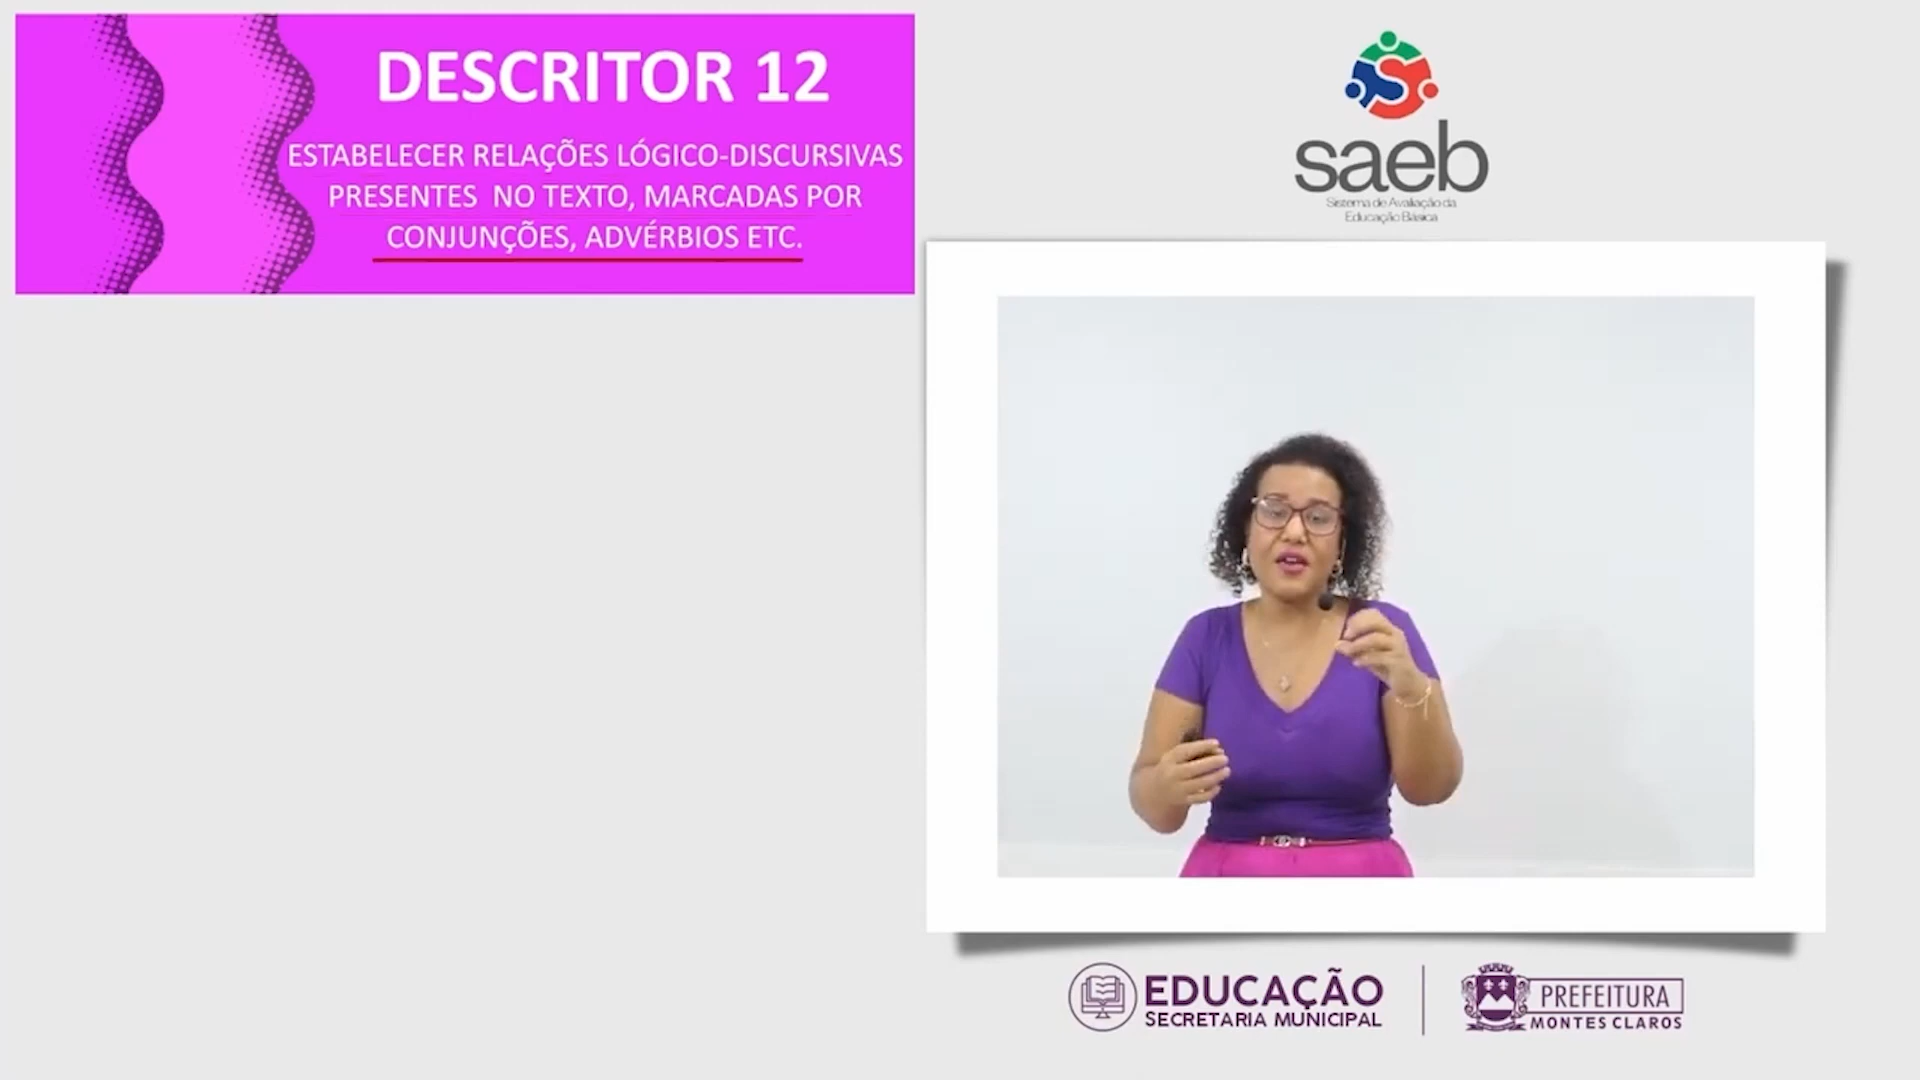 DESCRITOR 12
ESTABELECER RELAÇÕES LÓGICO-DISCURSIVAS
PRESENTES NO TEXTO, MARCADAS POR
CONJUNÇÕES, ADVÉRBIOS ETC.
saeb
Sistema de Avaliação da
Educação Básica
EDUCAÇÃO
SECRETARIA MUNICIPAL
PREFEITURA
MONTES CLAROS